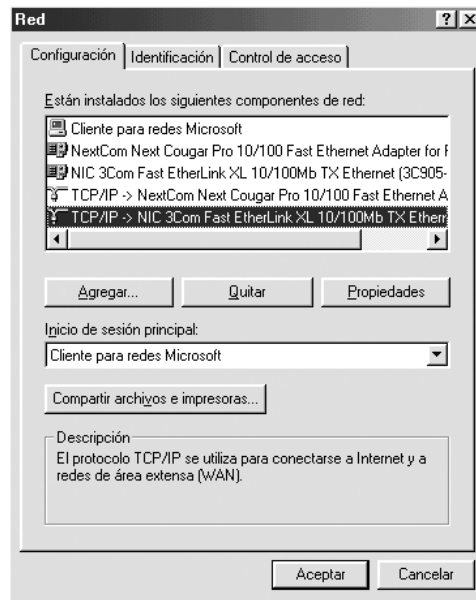 Red
Configuración Identificación Control de acceso
Están instalados los siguientes componentes de red:
Cliente para redes Microsoft
NextCom Next Cougar Pro 10/100 Fast Ethernet Adapter for
NIC 3Com Fast EtherLink XL 10/100Mb TX Ethernet (3C905-
TCP/IP -> NextCom Next Cougar Pro 10/100 Fast Ethernet A
TCP/IP -> NIC 3Com Fast EtherLink XL 10/100Mb TX Ethern
Agregar... Quitar Propiedades
Inicio de sesión principal:
Cliente para redes Microsoft
Compartir archivos e impresoras...
Descripción
El protocolo TCP/IP se utiliza para conectarse a Internet y a
redes de área extensa (WAN).
Aceptar Cancelar